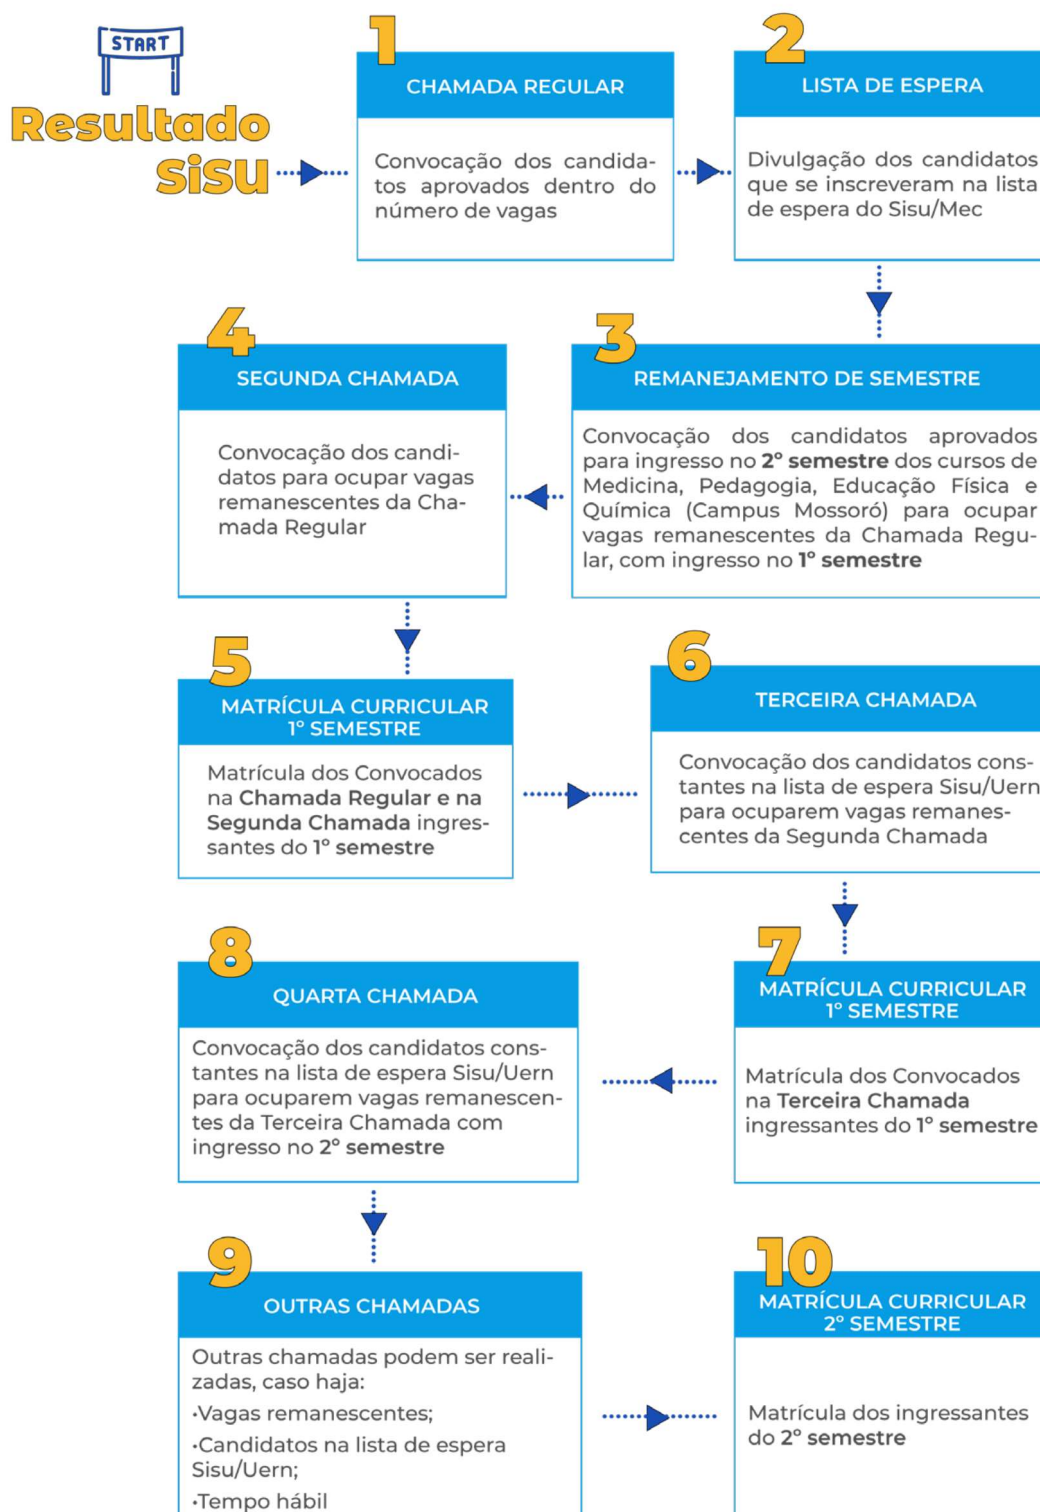 START
Resultado
SiSU
1
CHAMADA REGULAR
Convocação dos candida-
tos aprovados dentro do
número de vagas
2
LISTA DE ESPERA
Divulgação dos candidatos
que se inscreveram na lista
de espera do Sisu/Mec
3
REMANEJAMENTO DE SEMESTRE
Convocação dos candidatos aprovados
para ingresso no 2º semestre dos cursos de
Medicina, Pedagogia, Educação Física e
Química (Campus Mossoró) para ocupar
vagas remanescentes da Chamada Regu-
lar, com ingresso no 1º semestre
4
SEGUNDA CHAMADA
Convocação dos candi-
datos para ocupar vagas
remanescentes da Cha-
mada Regular
5
MATRÍCULA CURRICULAR
1º SEMESTRE
Matrícula dos Convocados
na Chamada Regular e na
Segunda Chamada ingres-
santes do 1º semestre
6
TERCEIRA CHAMADA
Convocação dos candidatos cons-
tantes na lista de espera Sisu/Uern
para ocuparem vagas remanes-
centes da Segunda Chamada
7
MATRÍCULA CURRICULAR
1º SEMESTRE
Matrícula dos Convocados
na Terceira Chamada
ingressantes do 1º semestre
8
QUARTA CHAMADA
Convocação dos candidatos cons-
tantes na lista de espera Sisu/Uern
para ocuparem vagas remanescen-
tes da Terceira Chamada com
ingresso no 2º semestre
9
OUTRAS CHAMADAS
Outras chamadas podem ser reali-
zadas, caso haja:
•Vagas remanescentes;
•Candidatos na lista de espera
Sisu/Uern;
•Tempo hábil
10
MATRÍCULA CURRICULAR
2º SEMESTRE
Matrícula dos ingressantes
do 2º semestre